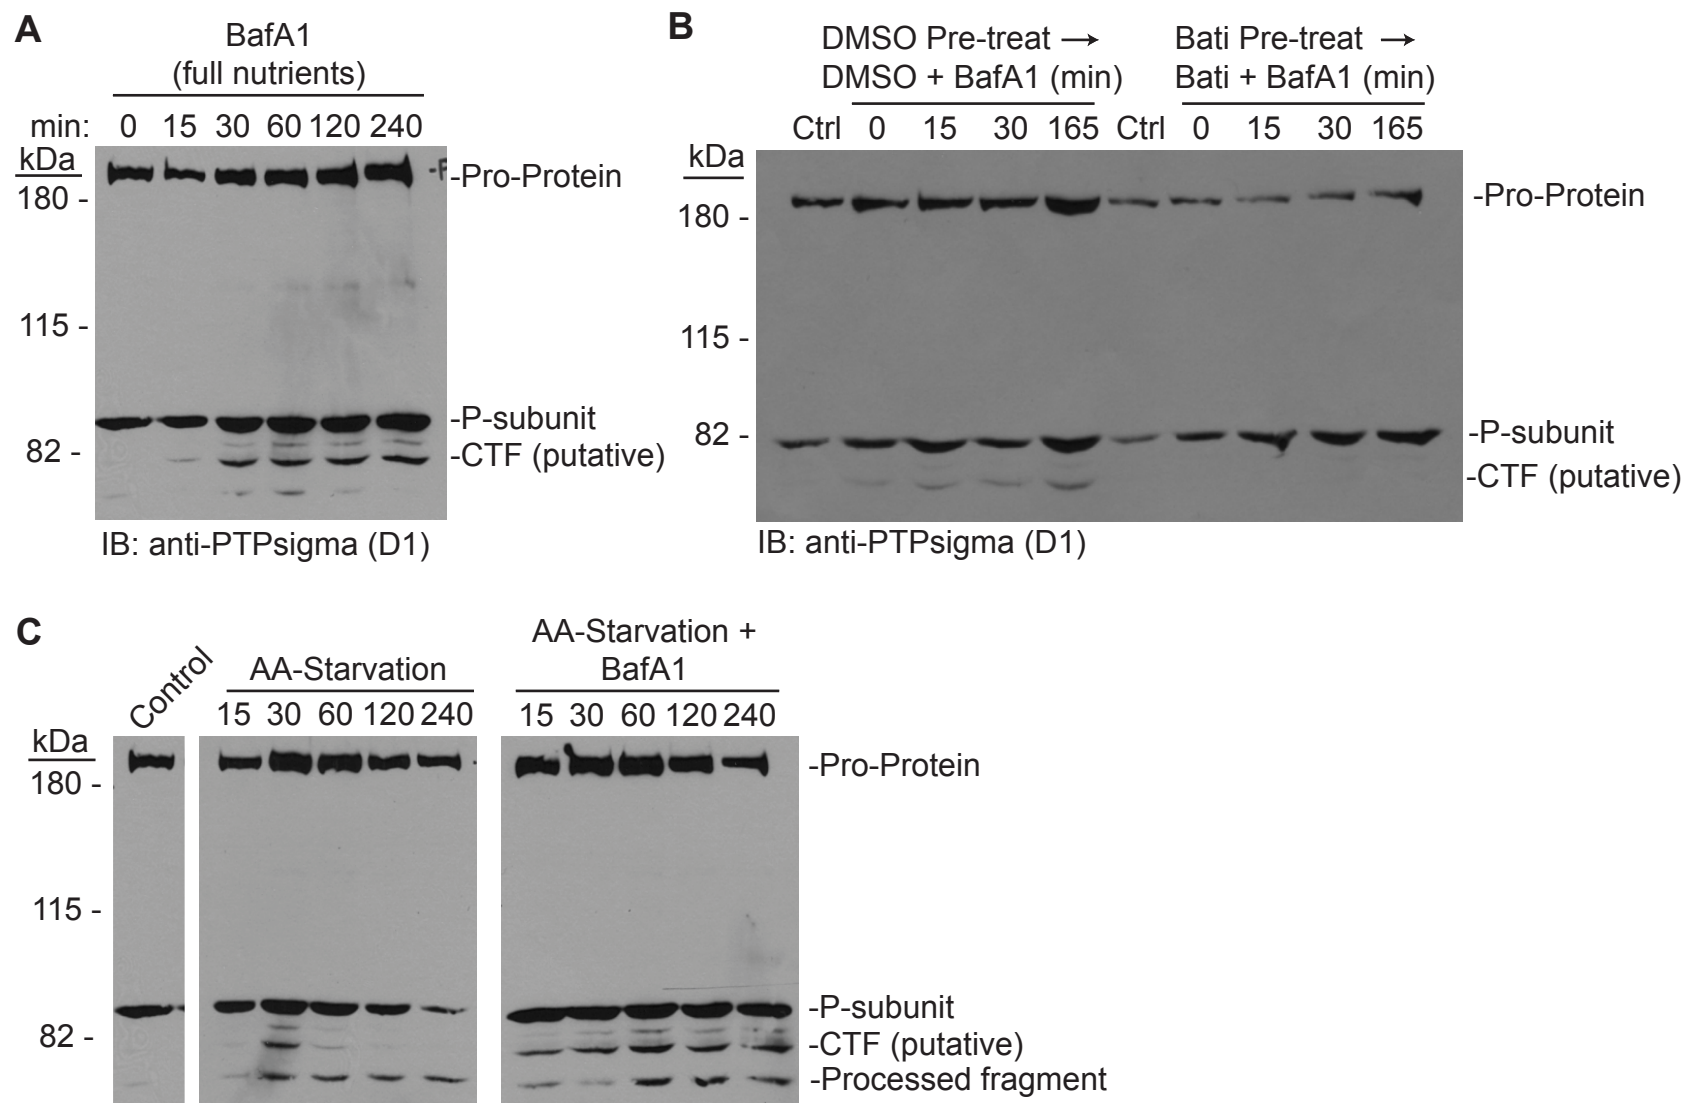 A
BafA1
(full nutrients)
min: 0 15 30 60 120 240
kDa
180 -
115 -
82 -
-Pro-Protein
-P-subunit
-CTF (putative)
IB: anti-PTPsigma (D1)
B
DMSO Pre-treat →
DMSO + BafA1 (min)
Bati Pre-treat →
Bati + BafA1 (min)
Ctrl 0 15 30 165 Ctrl 0 15 30 165
kDa
180 -
115 -
82 -
-Pro-Protein
-P-subunit
-CTF (putative)
IB: anti-PTPsigma (D1)
C
Control
AA-Starvation
15 30 60 120 240
AA-Starvation +
BafA1
15 30 60 120 240
kDa
180 -
115 -
82 -
-Pro-Protein
-P-subunit
-CTF (putative)
-Processed fragment